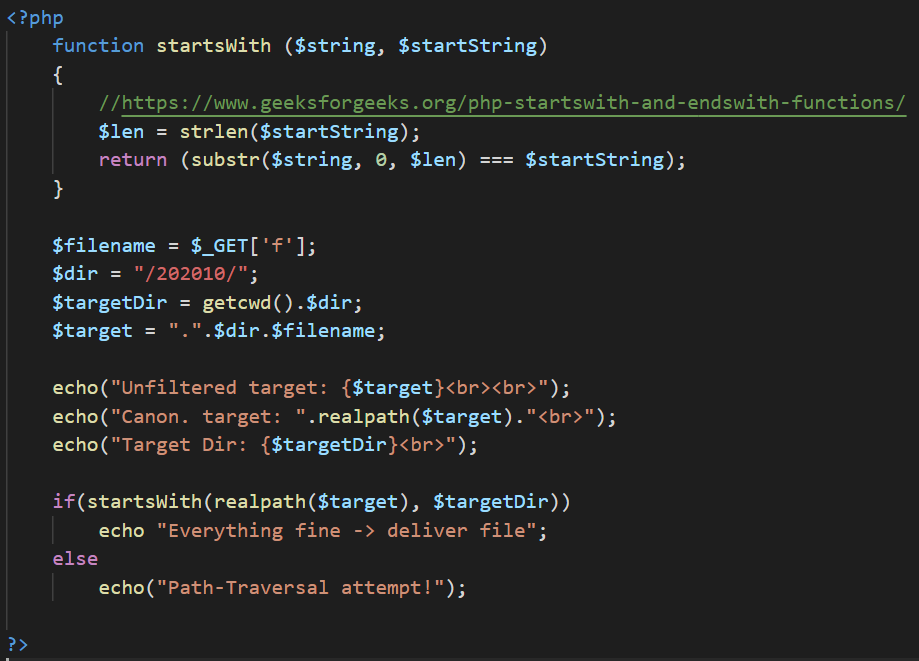 <?php
    function startsWith ($string, $startString)
    {
        //https://www.geeksforgeeks.org/php-startswith-and-endswith-functions/
        $len = strlen($startString);
        return (substr($string, 0, $len) === $startString);
    }

    $filename = $_GET['f'];
    $dir = "/202010/";
    $targetDir = getcwd().$dir;
    $target = ".".$dir.$filename;

    echo("Unfiltered target: {$target}<br><br>");
    echo("Canon. target: ".realpath($target)."<br>");
    echo("Target Dir: {$targetDir}<br>");

    if(startsWith(realpath($target), $targetDir))
        echo "Everything fine -> deliver file";
    else
        echo("Path-Traversal attempt!");

?>